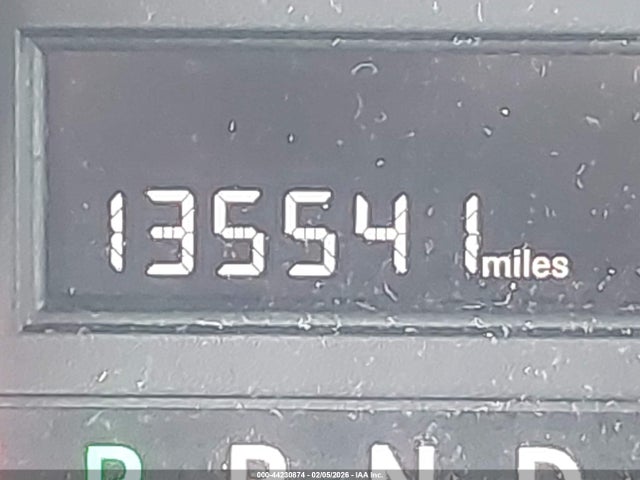 135541 miles
P R N D
000-44230874 - 02/05/2026 - IAA Inc.